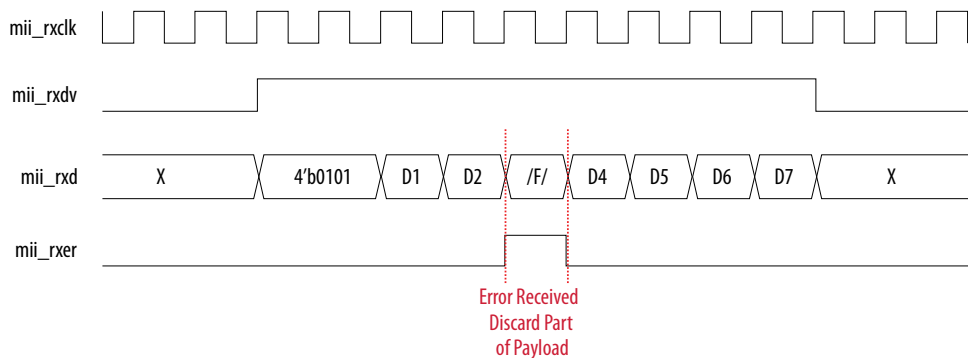 mii_rxclk
mii_rxdv
mii_rxd X 4'b0101 D1 D2 /F/ D4 D5 D6 D7 X
mii_rxer
Error Received
Discard Part
of Payload